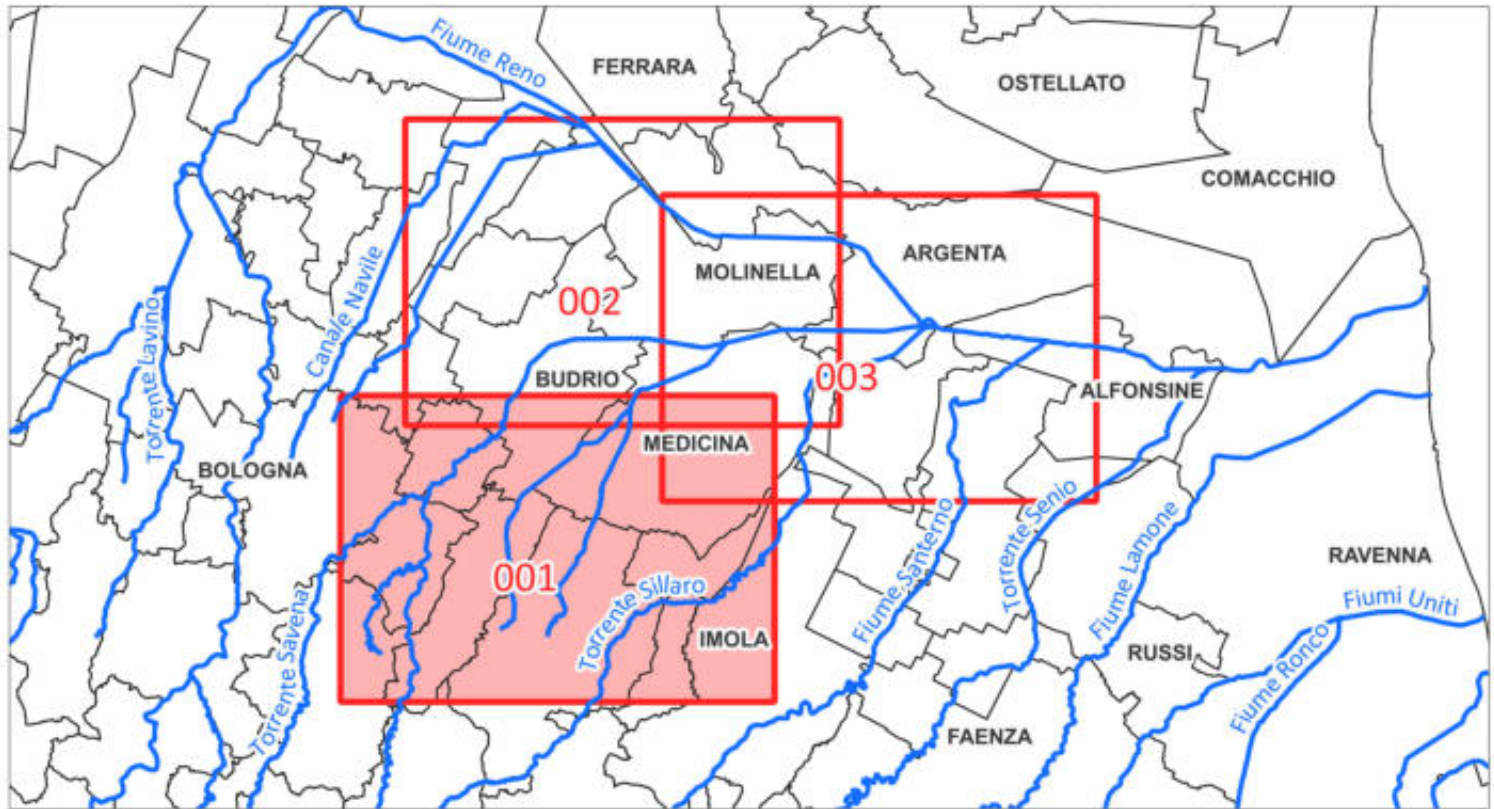 Fiume Reno
FERRARA
OSTELLATO
COMACCHIO
ARGENTA
MOLINELLA
Canale Navile
002
Torrente Lavino
BUDRIO
003
ALFONSINE
MEDICINA
BOLOGNA
001
Torrente Sillaro
Fiume Santerno
Torrente Senio
Fiume Lamone
RAVENNA
Fiumi Uniti
IMOLA
RUSSI
Fiume Ronco
Torrente Savena
FAENZA